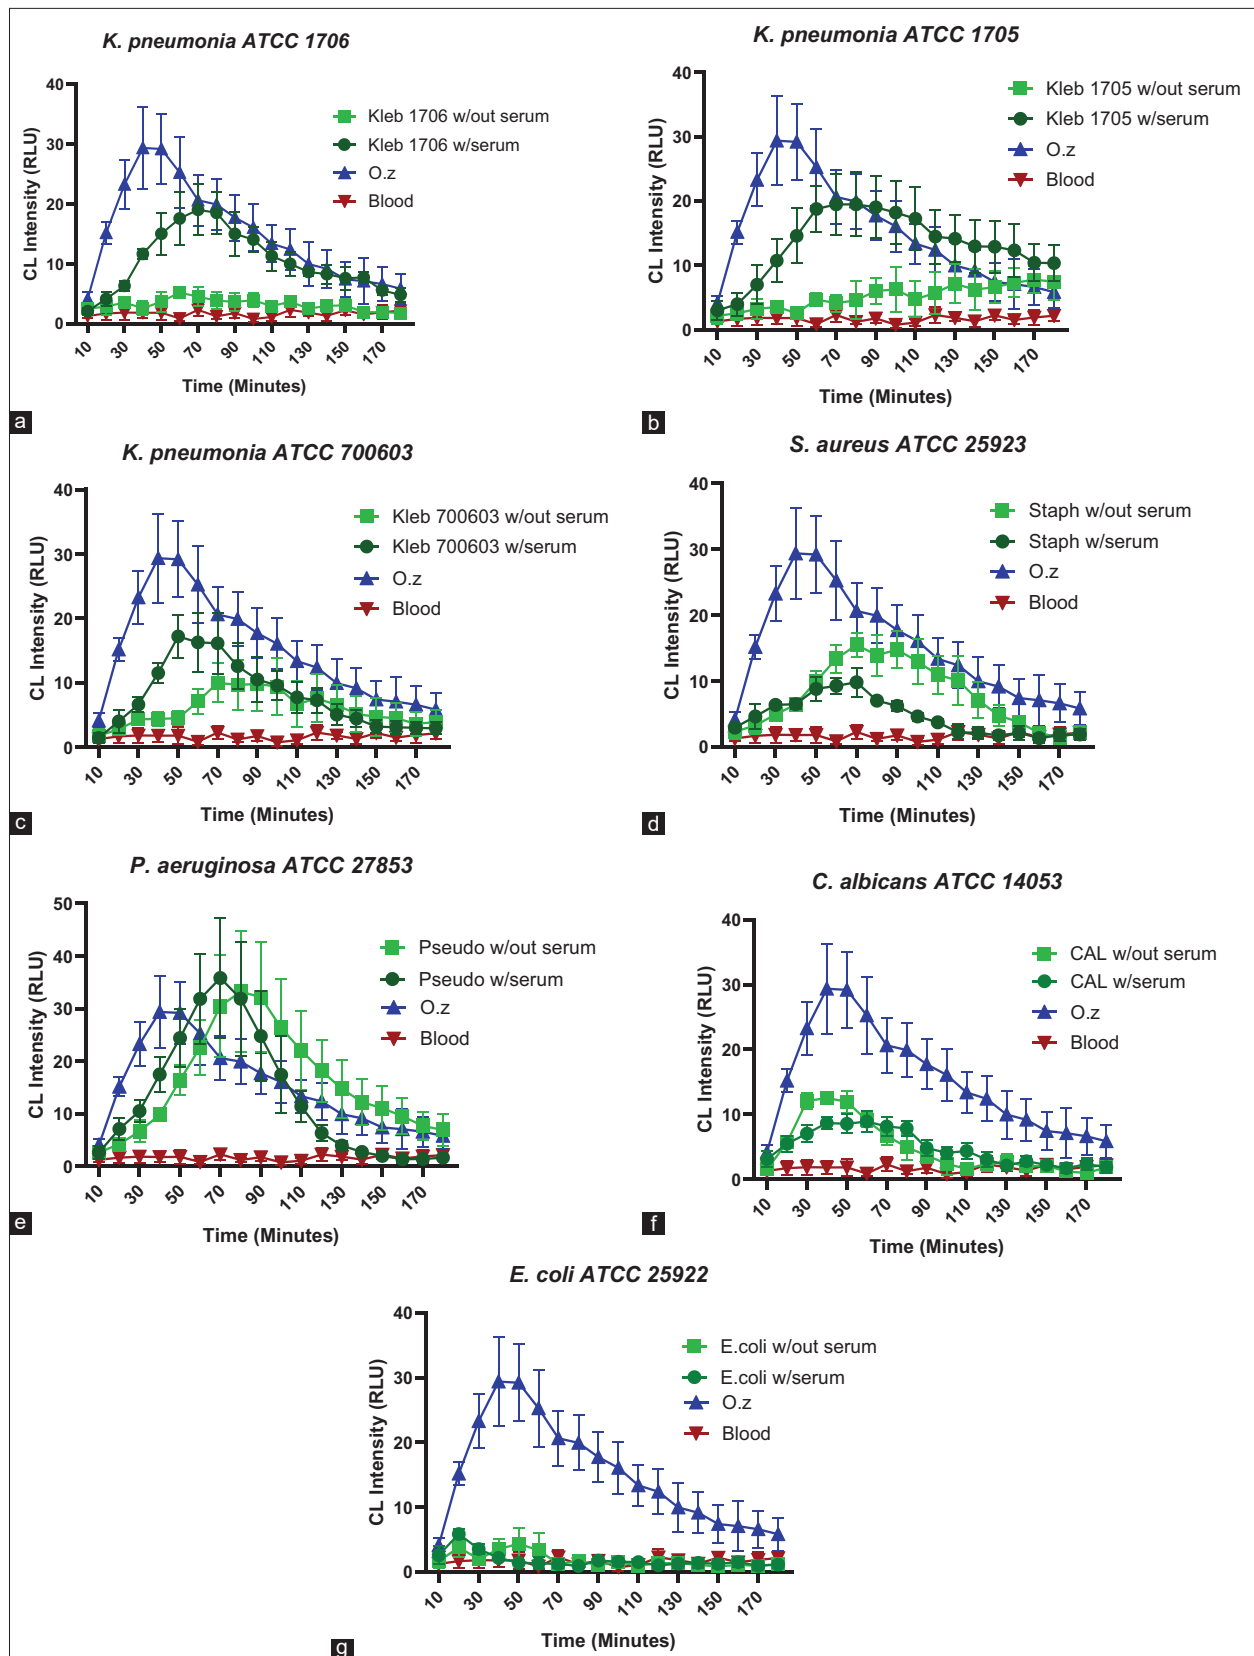 K. pneumonia ATCC 1706
CL Intensity (RLU)
40
30
20
10
0
10
30
50
70
90
110
130
150
170
Time (Minutes)
Kleb 1706 w/out serum
Kleb 1706 w/serum
O.z
Blood
a
K. pneumonia ATCC 1705
CL Intensity (RLU)
40
30
20
10
0
10
30
50
70
90
110
130
150
170
Time (Minutes)
Kleb 1705 w/out serum
Kleb 1705 w/serum
O.z
Blood
b
K. pneumonia ATCC 700603
CL Intensity (RLU)
40
30
20
10
0
10
30
50
70
90
110
130
150
170
Time (Minutes)
Kleb 700603 w/out serum
Kleb 700603 w/serum
O.z
Blood
c
S. aureus ATCC 25923
CL Intensity (RLU)
40
30
20
10
0
10
30
50
70
90
110
130
150
170
Time (Minutes)
Staph w/out serum
Staph w/serum
O.z
Blood
d
P. aeruginosa ATCC 27853
CL Intensity (RLU)
50
40
30
20
10
0
10
30
50
70
90
110
130
150
170
Time (Minutes)
Pseudo w/out serum
Pseudo w/serum
O.z
Blood
e
C. albicans ATCC 14053
CL Intensity (RLU)
40
30
20
10
0
10
30
50
70
90
110
130
150
170
Time (Minutes)
CAL w/out serum
CAL w/serum
O.z
Blood
f
E. coli ATCC 25922
CL Intensity (RLU)
40
30
20
10
0
10
30
50
70
90
110
130
150
170
Time (Minutes)
E.coli w/out serum
E.coli w/serum
O.z
Blood
g